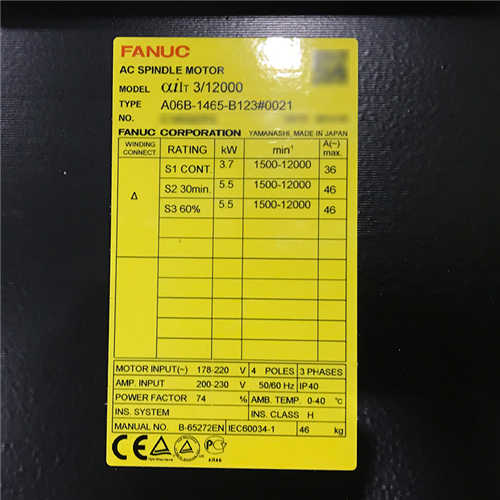 FANUC
AC SPINDLE MOTOR
MODEL αiIT 3/12000
TYPE A06B-1465-B123#0021
NO.
FANUC CORPORATION YAMANASHI, MADE IN JAPAN
WINDING CONNECT. RATING kW min⁻¹ A(~) max.
S1 CONT. 3.7 1500-12000 36
Δ S2 30min. 5.5 1500-12000 46
S3 60% 5.5 1500-12000 46
MOTOR INPUT(~) 178-220 V 4 POLES 3 PHASES
AMP. INPUT 200-230 V 50/60 Hz IP40
POWER FACTOR 74 % AMB. TEMP. 0-40 ℃
INS. SYSTEM INS. CLASS H
MANUAL NO. B-65272EN IEC60034-1 46 kg
CE